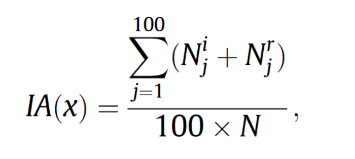 $$IA(x) = \frac{\sum_{j=1}^{100} (N_j^i + N_j^r)}{100 \times N},$$